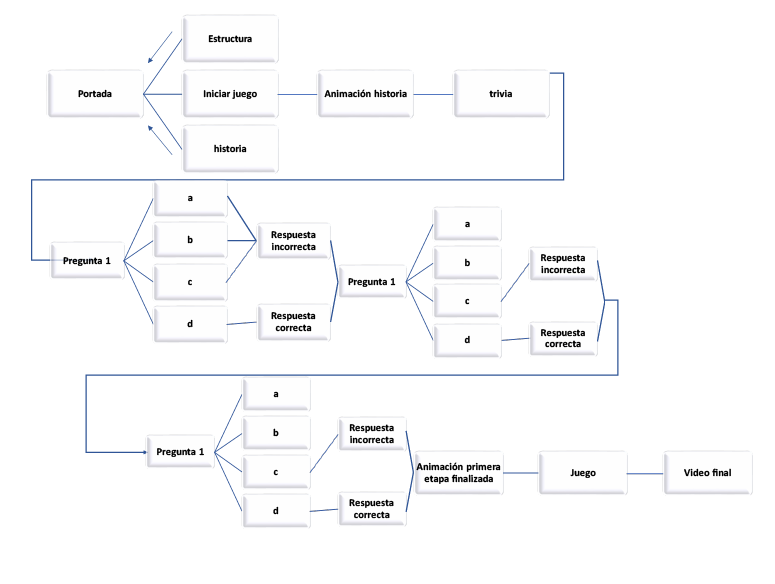 Estructura
Portada
Iniciar juego
Animación historia
trivia
historia
Pregunta 1
a
b
c
d
Respuesta
incorrecta
Respuesta
correcta
Pregunta 1
a
b
c
d
Respuesta
incorrecta
Respuesta
correcta
Pregunta 1
a
b
c
d
Respuesta
incorrecta
Respuesta
correcta
Animación primera
etapa finalizada
Juego
Video final